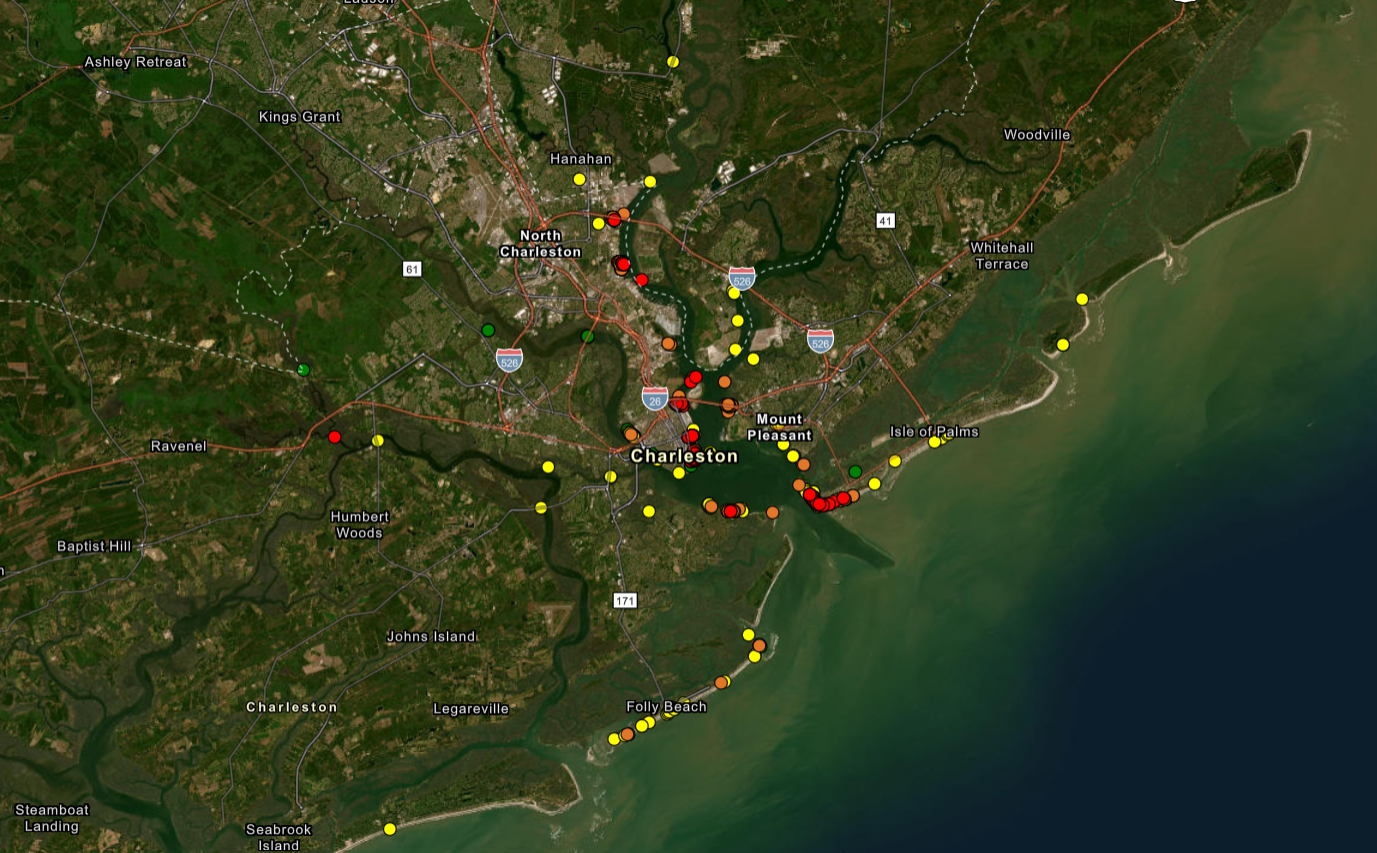 Ashley Retreat
Kings Grant
Hanahan
Woodville
41
North
Charleston
Whitehall
Terrace
61
526
526
526
26
Mount
Pleasant
Isle of Palms
Ravenel
Charleston
Humbert
Woods
Baptist Hill
171
Johns Island
Charleston
Legareville
Folly Beach
Steamboat
Landing
Seabrook
Island